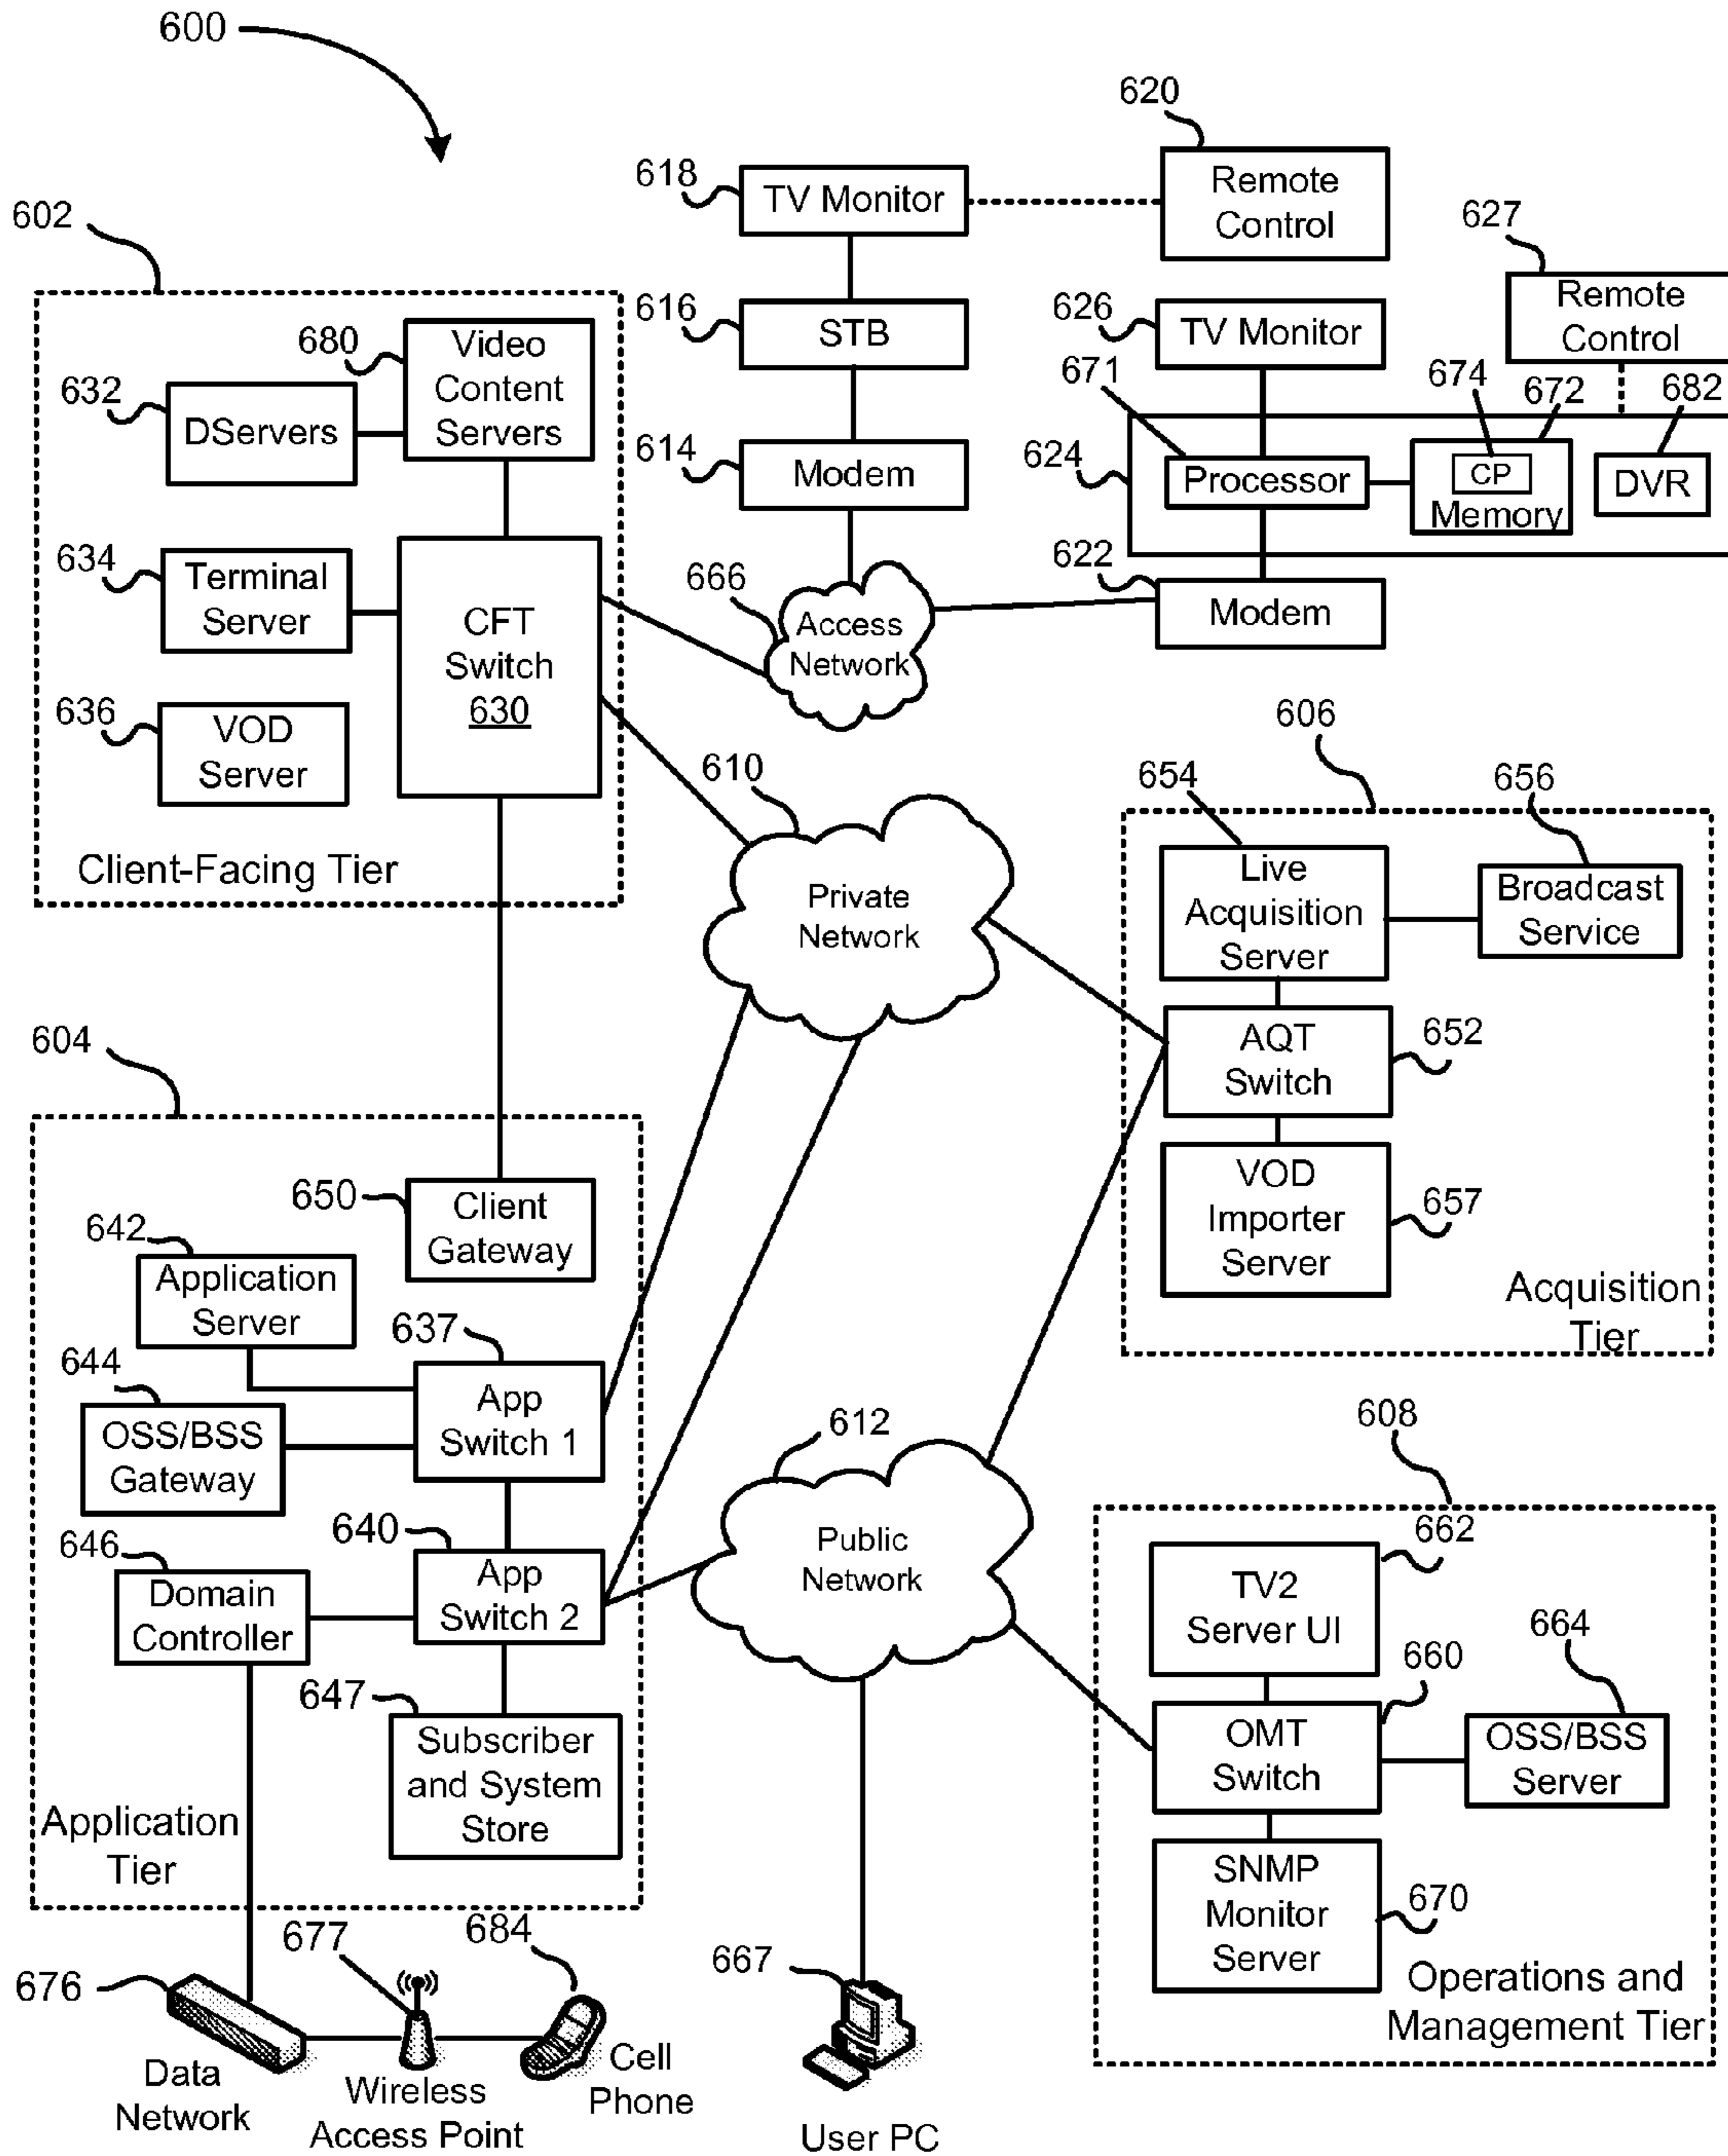 600
620
618
TV Monitor
Remote
Control
602
627
Remote
Control
616
STB
626
TV Monitor
680
Video
Content
Servers
632
DServers
671
674
672
682
614
Modem
624
Processor
CP
Memory
DVR
634
Terminal
Server
CFT
Switch
630
666
Access
Network
622
Modem
636
VOD
Server
Client-Facing Tier
610
Private
Network
606
654
656
Live
Acquisition
Server
Broadcast
Service
AQT
Switch
652
VOD
Importer
Server
657
Acquisition
Tier
604
650
Client
Gateway
642
Application
Server
637
App
Switch 1
644
OSS/BSS
Gateway
640
App
Switch 2
646
Domain
Controller
647
Subscriber
and System
Store
Application
Tier
612
Public
Network
608
662
TV2
Server UI
660
664
OMT
Switch
OSS/BSS
Server
SNMP
Monitor
Server
670
Operations and
Management Tier
676
Data
Network
677
Wireless
Access Point
684
Cell
Phone
667
User PC